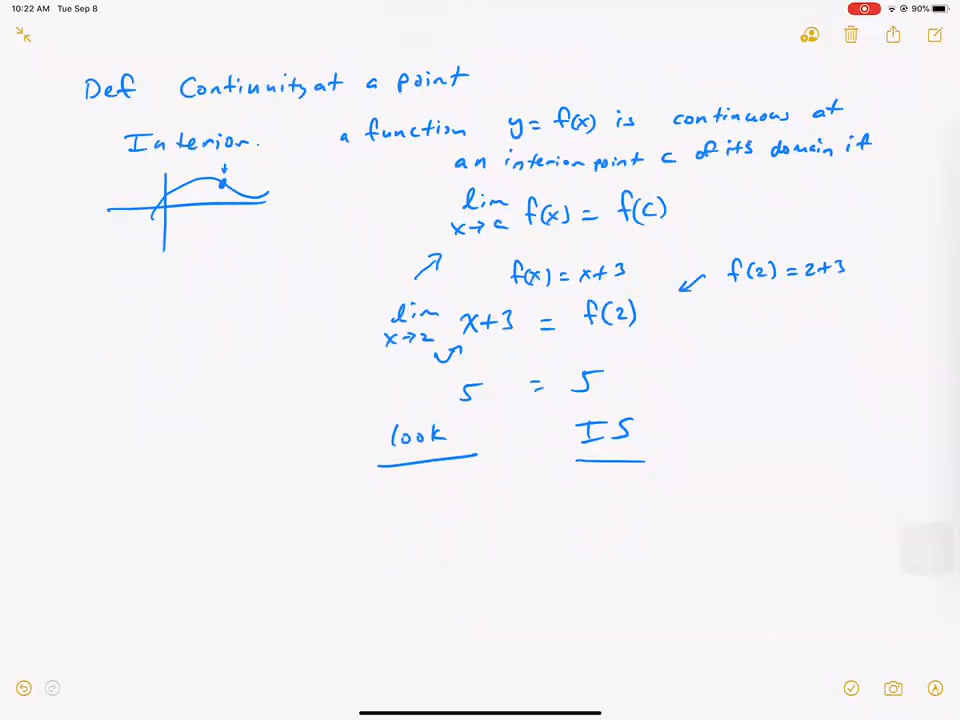 10:22 AM Tue Sep 8
90%
Def Continuity at a point
Interior.
a function y = f(x) is continuous at
an interior point c of its domain if
lim x→c f(x) = f(c)
f(x) = x+3
f(2) = 2+3
lim x→2 x+3 = f(2)
5 = 5
look IS